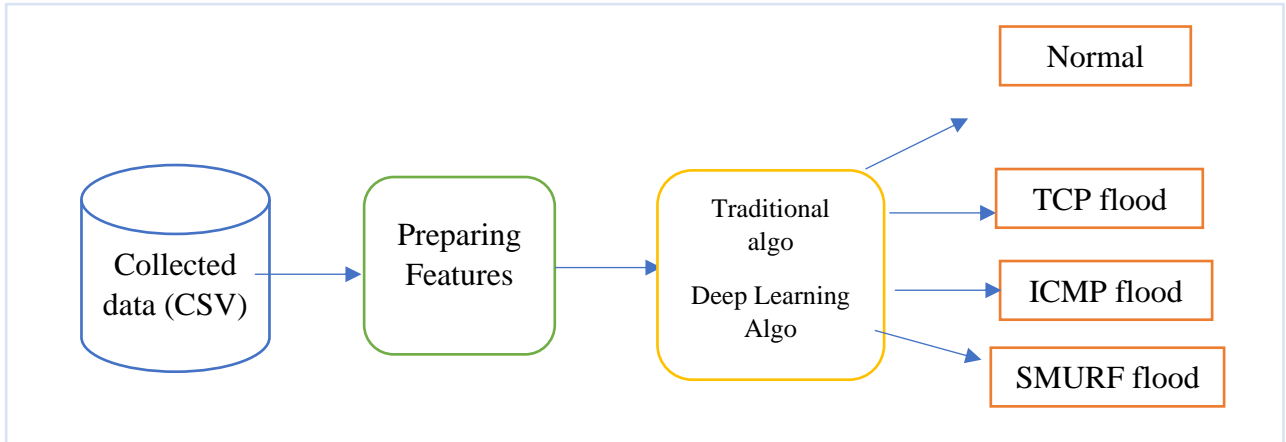 Collected
data (CSV)
Preparing
Features
Traditional
algo
Deep Learning
Algo
Normal
TCP flood
ICMP flood
SMURF flood